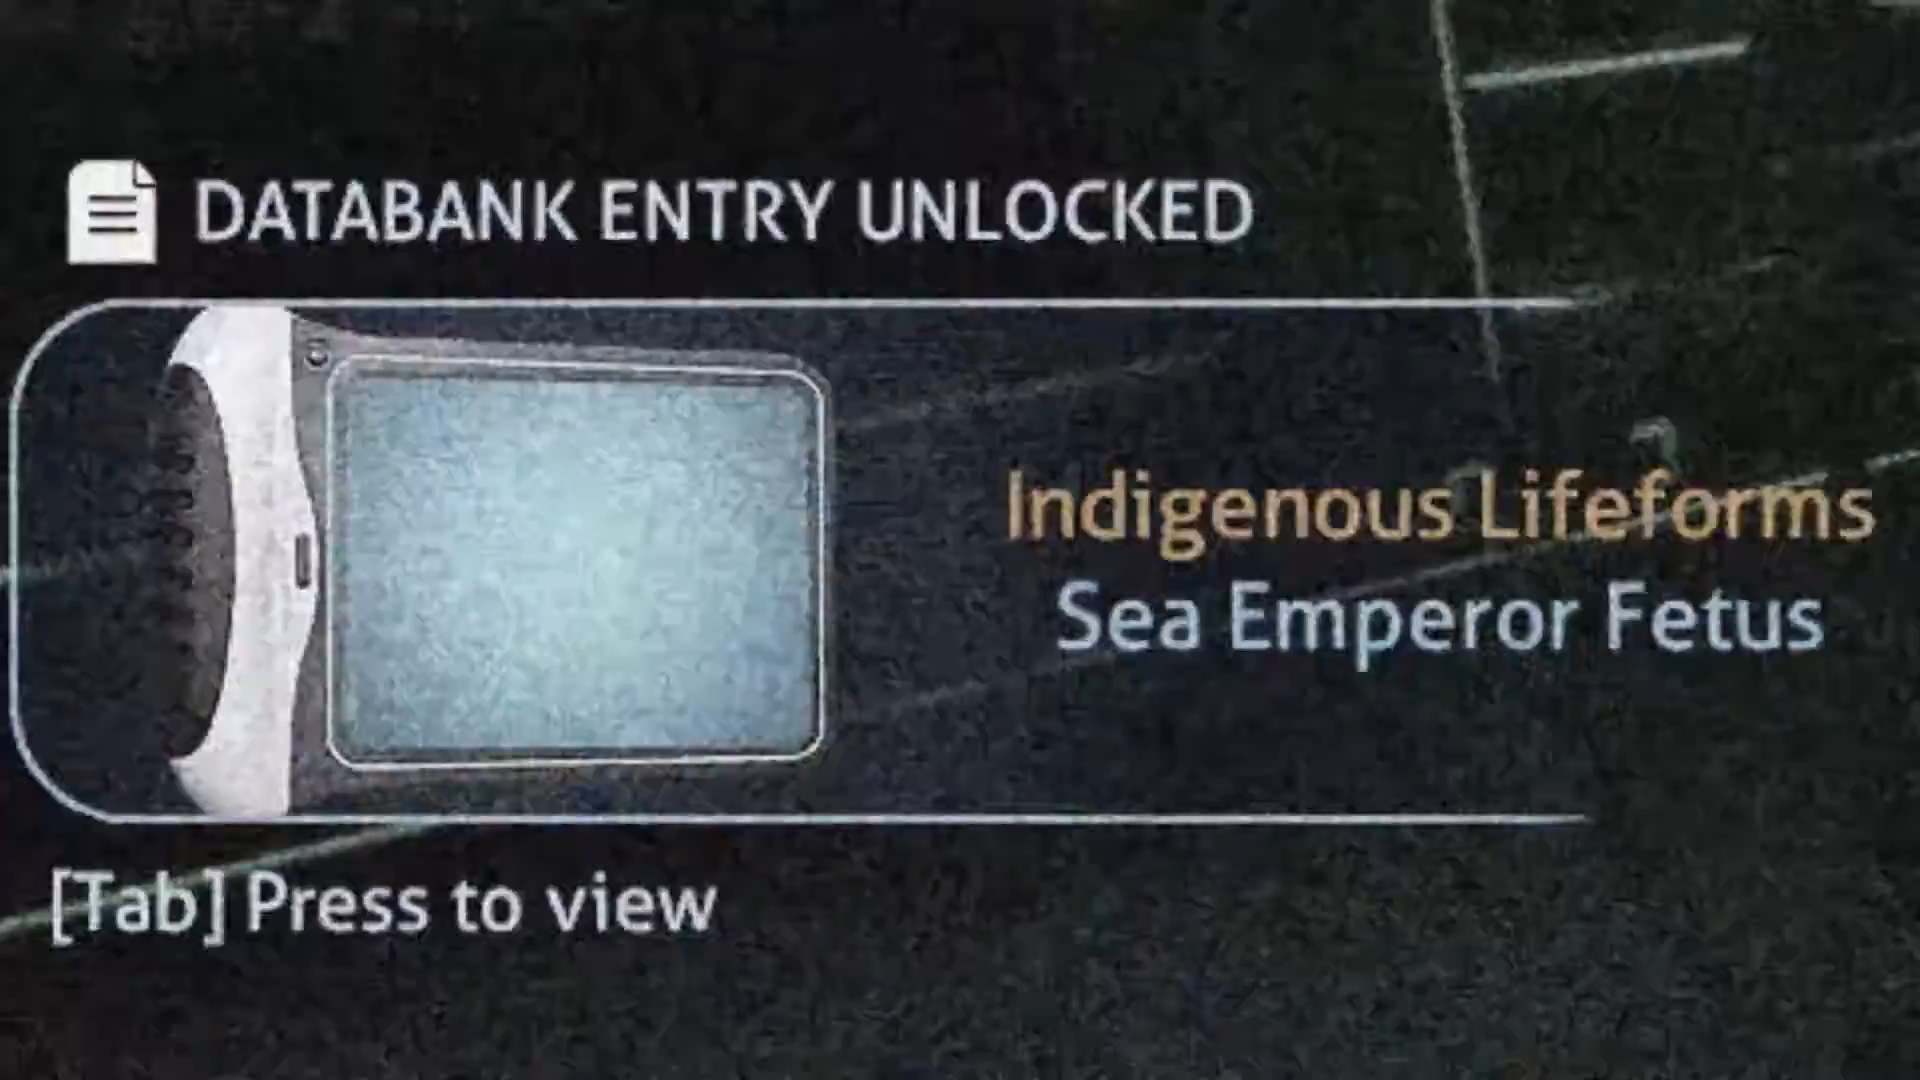 DATABANK ENTRY UNLOCKED
Indigenous Lifeforms
Sea Emperor Fetus
[Tab] Press to view